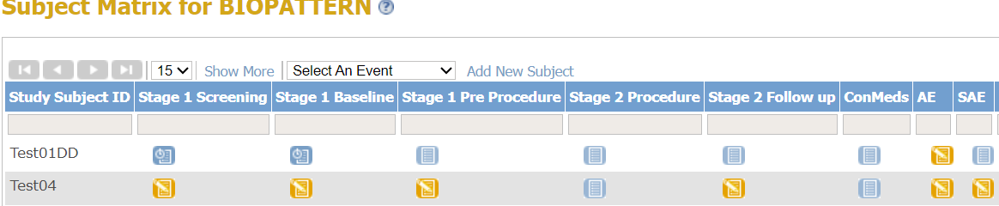 Subject Matrix for BIOPATTERN ?
15 Show More Select An Event Add New Subject
Study Subject ID Stage 1 Screening Stage 1 Baseline Stage 1 Pre Procedure Stage 2 Procedure Stage 2 Follow up ConMeds AE SAE
Test01DD
Test04